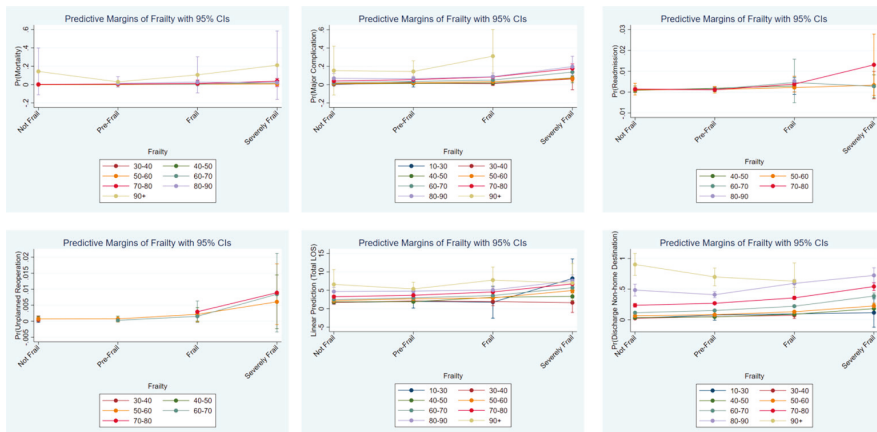 Predictive Margins of Frailty with 95% CIs
Pr(Mortality)
.6
.4
.2
0
-.2
Not Frail
Pre-Frail
Frail
Severely Frail
Frailty
30-40
40-50
50-60
60-70
70-80
80-90
90+
Predictive Margins of Frailty with 95% CIs
Pr(Major Complication)
.6
.4
.2
0
-.2
Not Frail
Pre-Frail
Frail
Severely Frail
Frailty
10-30
30-40
40-50
50-60
60-70
70-80
80-90
90+
Predictive Margins of Frailty with 95% CIs
Pr(Readmission)
.03
.02
.01
0
-.01
Not Frail
Pre-Frail
Frail
Severely Frail
Frailty
40-50
50-60
60-70
70-80
80-90
Predictive Margins of Frailty with 95% CIs
Pr(Unplanned Reoperation)
.02
.015
.01
.005
0
-.005
Not Frail
Pre-Frail
Frail
Severely Frail
Frailty
30-40
40-50
50-60
60-70
70-80
Predictive Margins of Frailty with 95% CIs
Linear Prediction (Total LOS)
15
10
5
0
-5
Not Frail
Pre-Frail
Frail
Severely Frail
Frailty
10-30
30-40
40-50
50-60
60-70
70-80
80-90
90+
Predictive Margins of Frailty with 95% CIs
Pr(Discharge Non-home Destination)
1
.5
0
Not Frail
Pre-Frail
Frail
Severely Frail
Frailty
10-30
30-40
40-50
50-60
60-70
70-80
80-90
90+